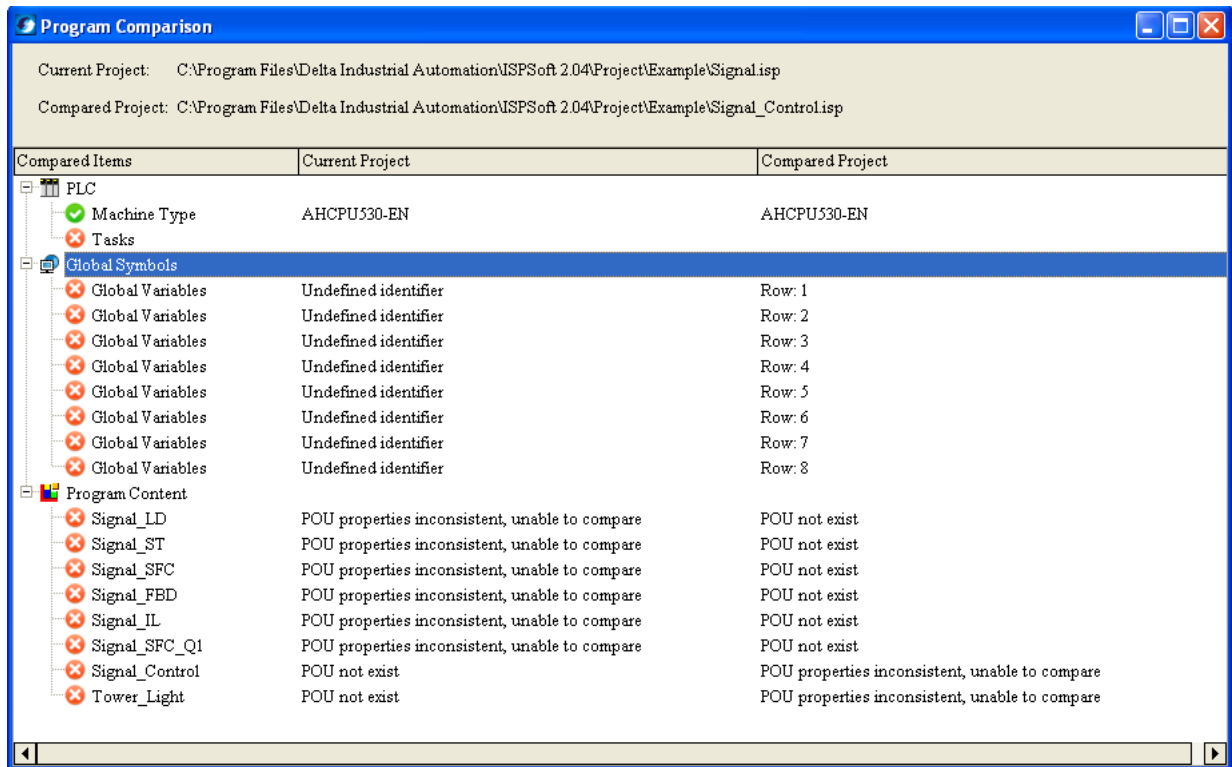 Program Comparison
Current Project: C:\Program Files\Delta Industrial Automation\ISPSoft 2.04\Project\Example\Signal.isp
Compared Project: C:\Program Files\Delta Industrial Automation\ISPSoft 2.04\Project\Example\Signal_Control.isp
Compared Items Current Project Compared Project
PLC
Machine Type AHCPU530-EN AHCPU530-EN
Tasks
Global Symbols
Global Variables Undefined identifier Row: 1
Global Variables Undefined identifier Row: 2
Global Variables Undefined identifier Row: 3
Global Variables Undefined identifier Row: 4
Global Variables Undefined identifier Row: 5
Global Variables Undefined identifier Row: 6
Global Variables Undefined identifier Row: 7
Global Variables Undefined identifier Row: 8
Program Content
Signal_LD POU properties inconsistent, unable to compare POU not exist
Signal_ST POU properties inconsistent, unable to compare POU not exist
Signal_SFC POU properties inconsistent, unable to compare POU not exist
Signal_FBD POU properties inconsistent, unable to compare POU not exist
Signal_IL POU properties inconsistent, unable to compare POU not exist
Signal_SFC_Q1 POU properties inconsistent, unable to compare POU not exist
Signal_Control POU not exist POU properties inconsistent, unable to compare
Tower_Light POU not exist POU properties inconsistent, unable to compare